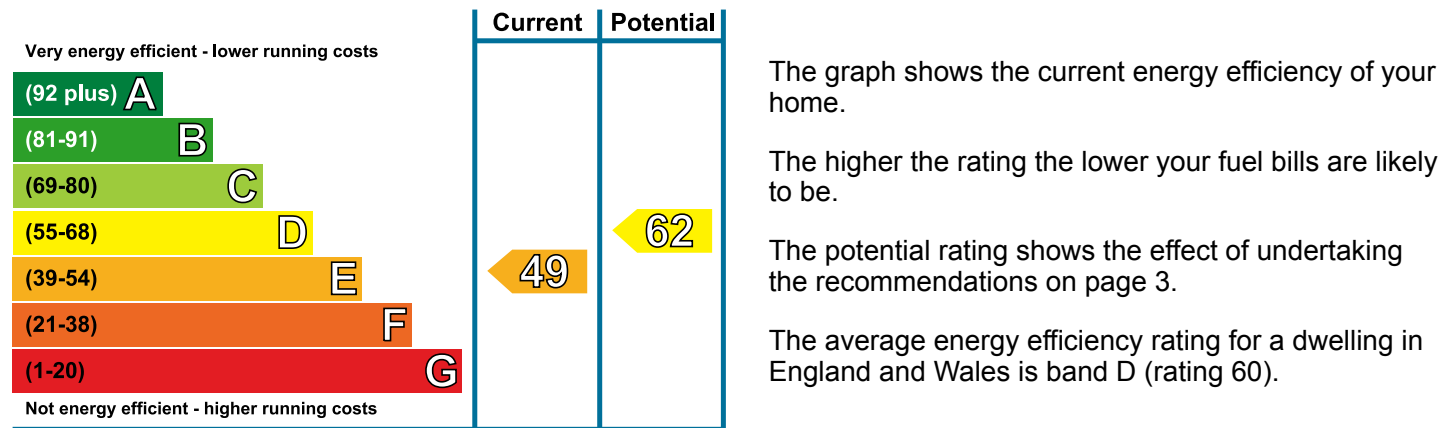 Current Potential
Very energy efficient - lower running costs
(92 plus) A
(81-91) B
(69-80) C
(55-68) D
62
(39-54) E
49
(21-38) F
(1-20) G
Not energy efficient - higher running costs
The graph shows the current energy efficiency of your
home.
The higher the rating the lower your fuel bills are likely
to be.
The potential rating shows the effect of undertaking
the recommendations on page 3.
The average energy efficiency rating for a dwelling in
England and Wales is band D (rating 60).